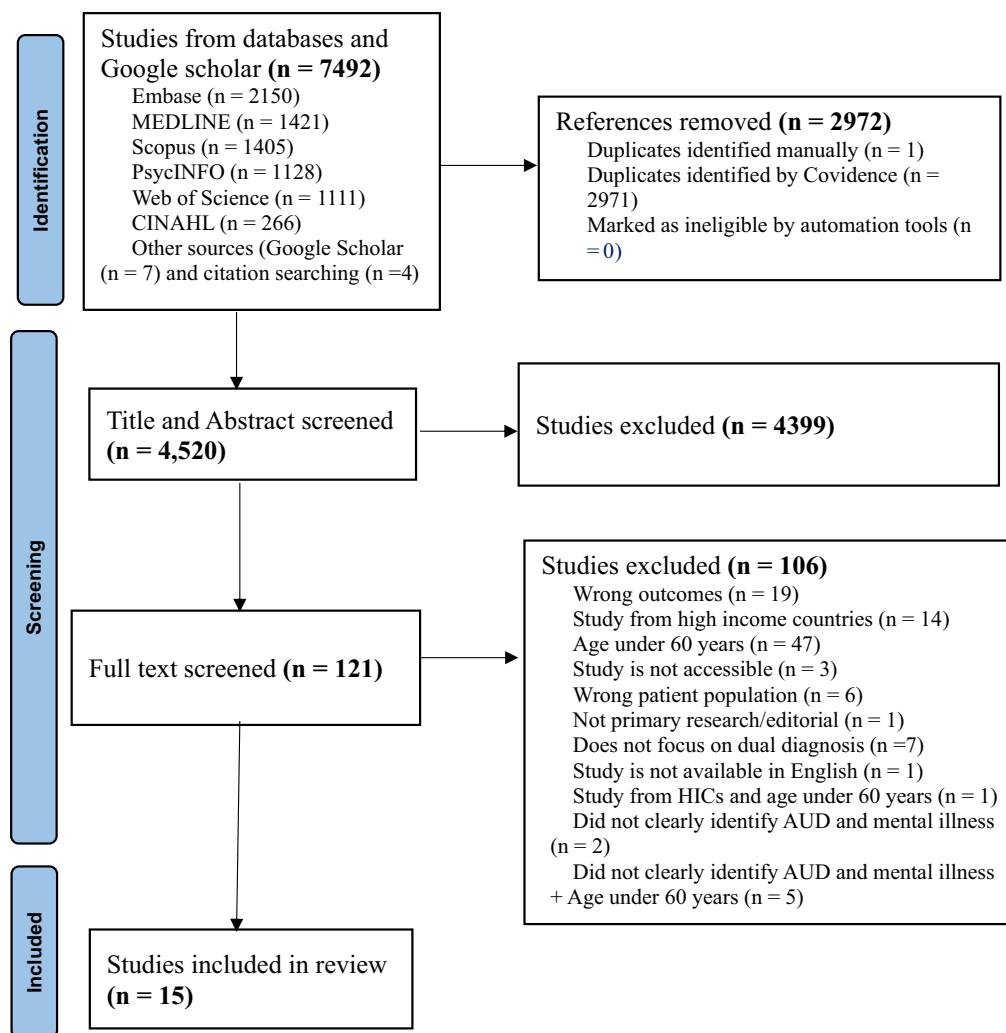 Identification
Studies from databases and
Google scholar (n = 7492)
Embase (n = 2150)
MEDLINE (n = 1421)
Scopus (n = 1405)
PsycINFO (n = 1128)
Web of Science (n = 1111)
CINAHL (n = 266)
Other sources (Google Scholar
(n = 7) and citation searching (n =4)
References removed (n = 2972)
Duplicates identified manually (n = 1)
Duplicates identified by Covidence (n =
2971)
Marked as ineligible by automation tools (n
= 0)
Screening
Title and Abstract screened
(n = 4,520)
Studies excluded (n = 4399)
Full text screened (n = 121)
Studies excluded (n = 106)
Wrong outcomes (n = 19)
Study from high income countries (n = 14)
Age under 60 years (n = 47)
Study is not accessible (n = 3)
Wrong patient population (n = 6)
Not primary research/editorial (n = 1)
Does not focus on dual diagnosis (n =7)
Study is not available in English (n = 1)
Study from HICs and age under 60 years (n = 1)
Did not clearly identify AUD and mental illness
(n = 2)
Did not clearly identify AUD and mental illness
+ Age under 60 years (n = 5)
Included
Studies included in review
(n = 15)